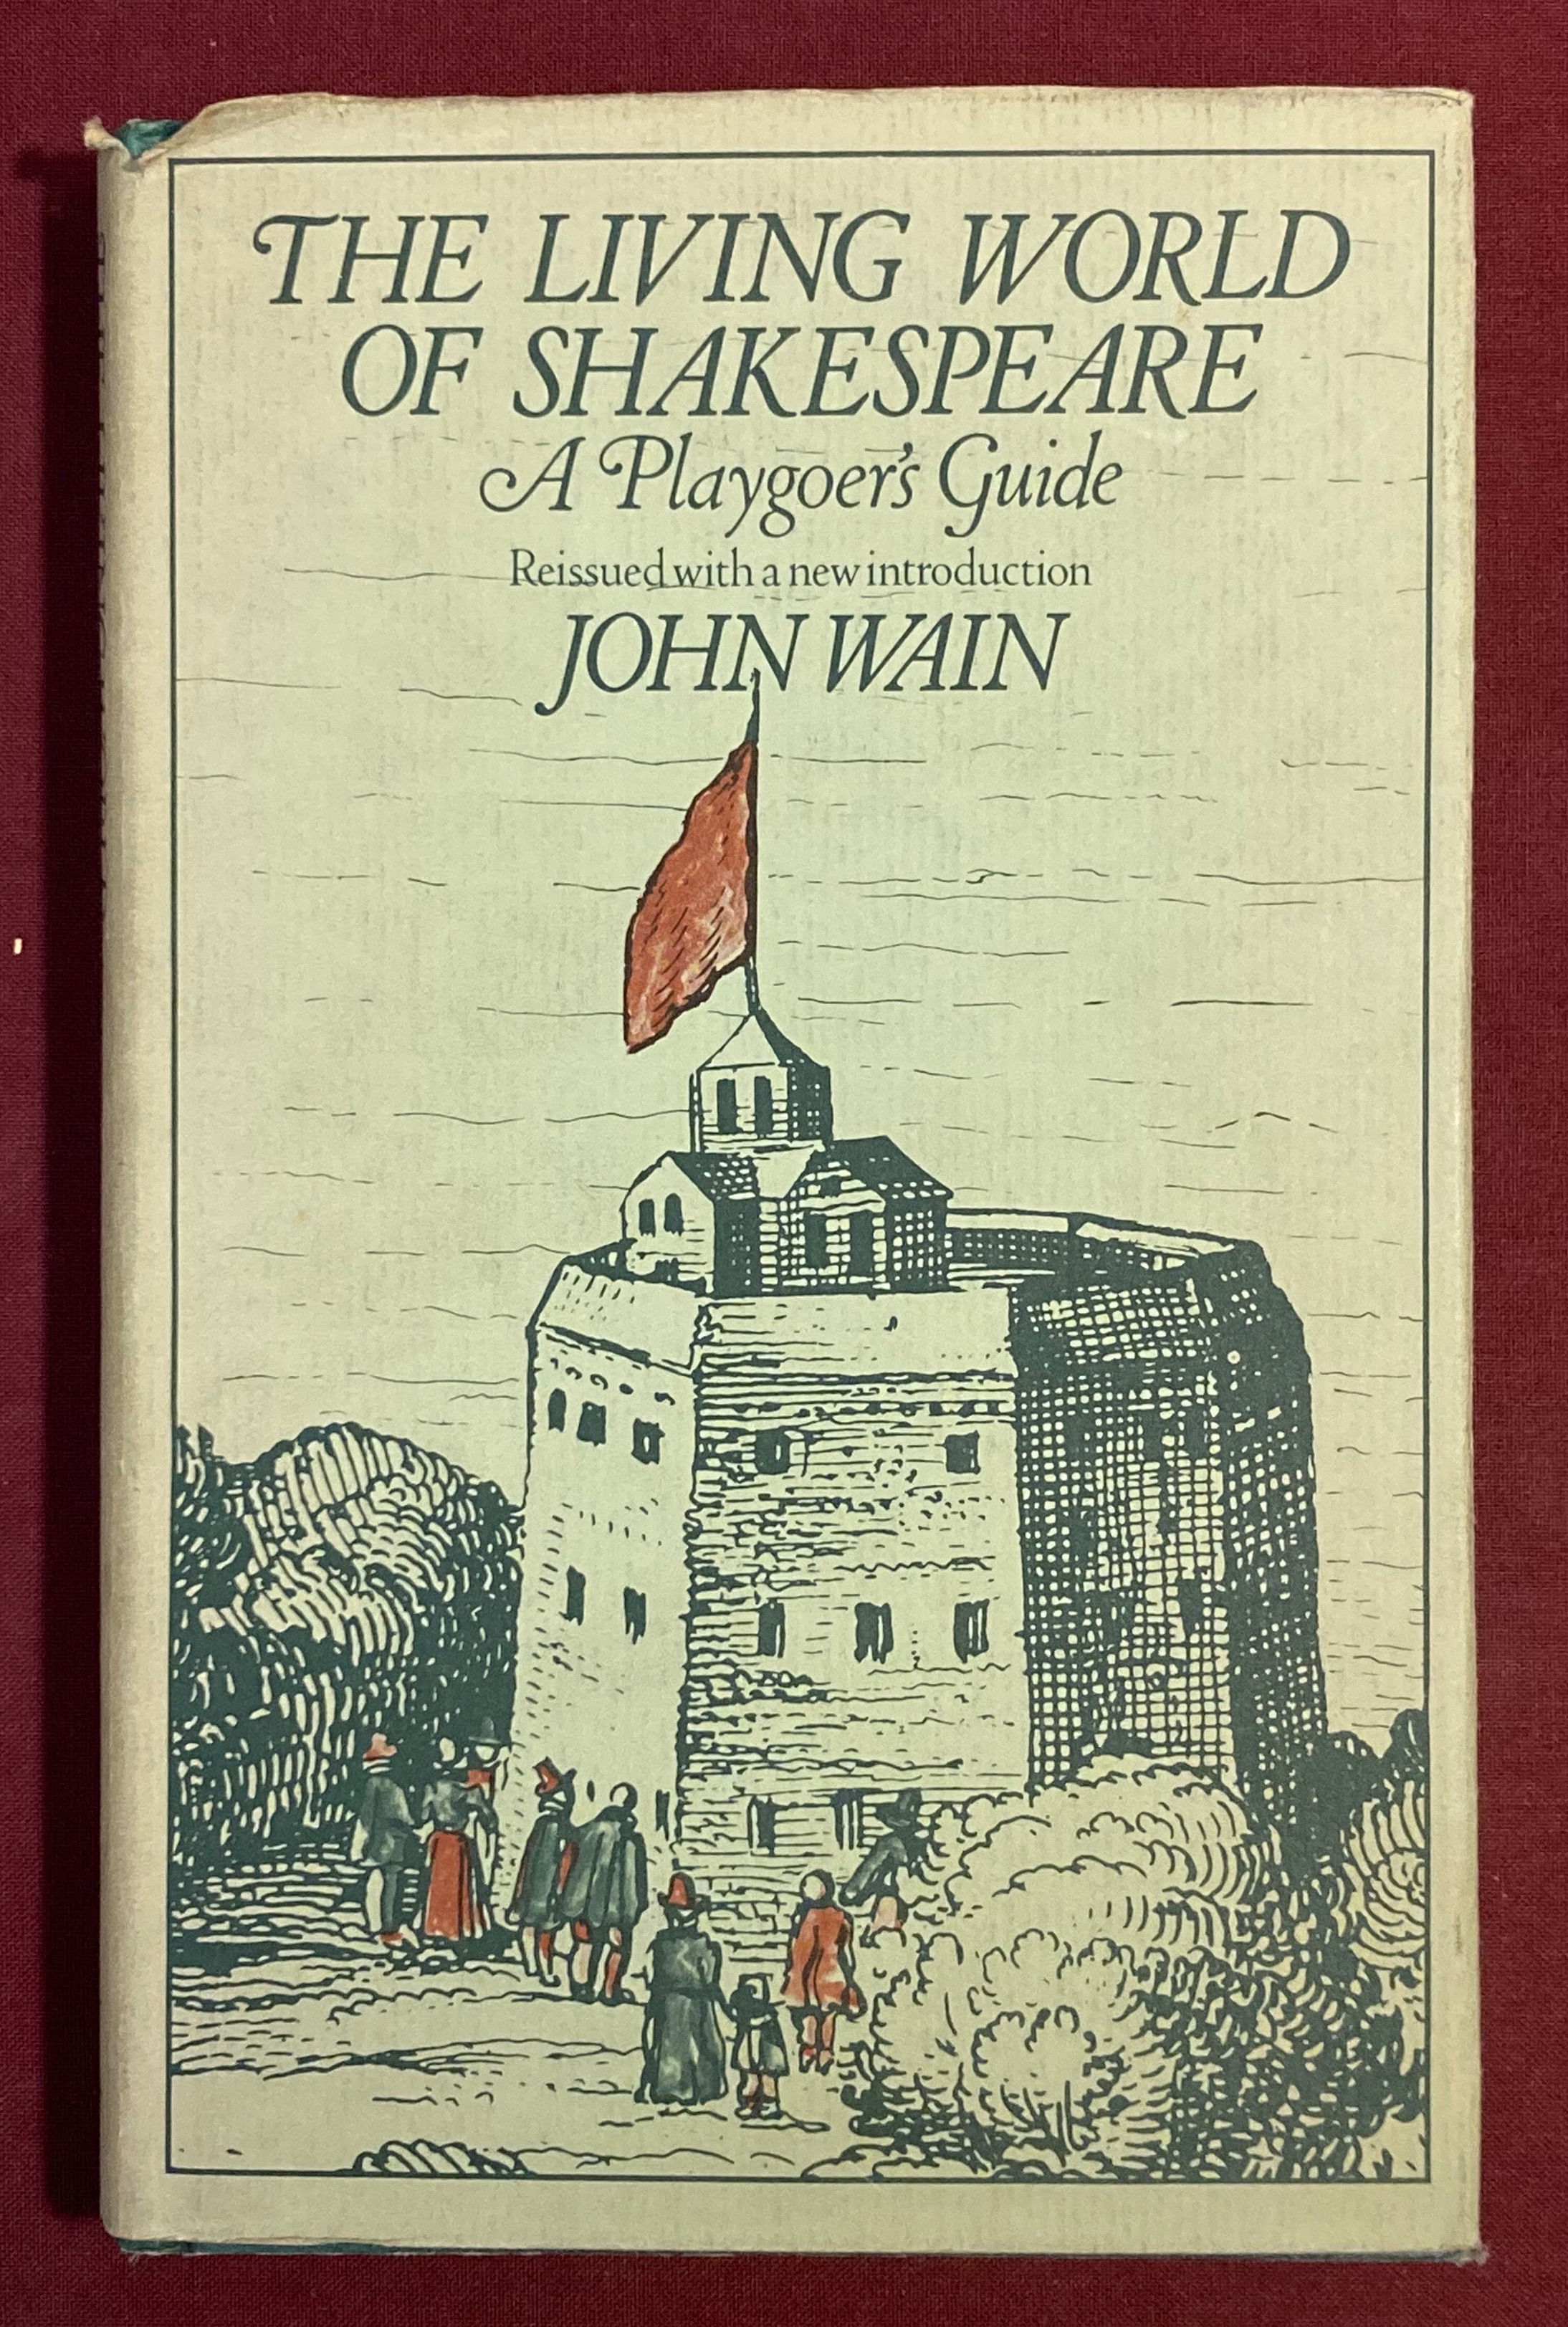 THE LIVING WORLD
OF SHAKESPEARE
A Playgoer's Guide
Reissued with a new introduction
JOHN WAIN